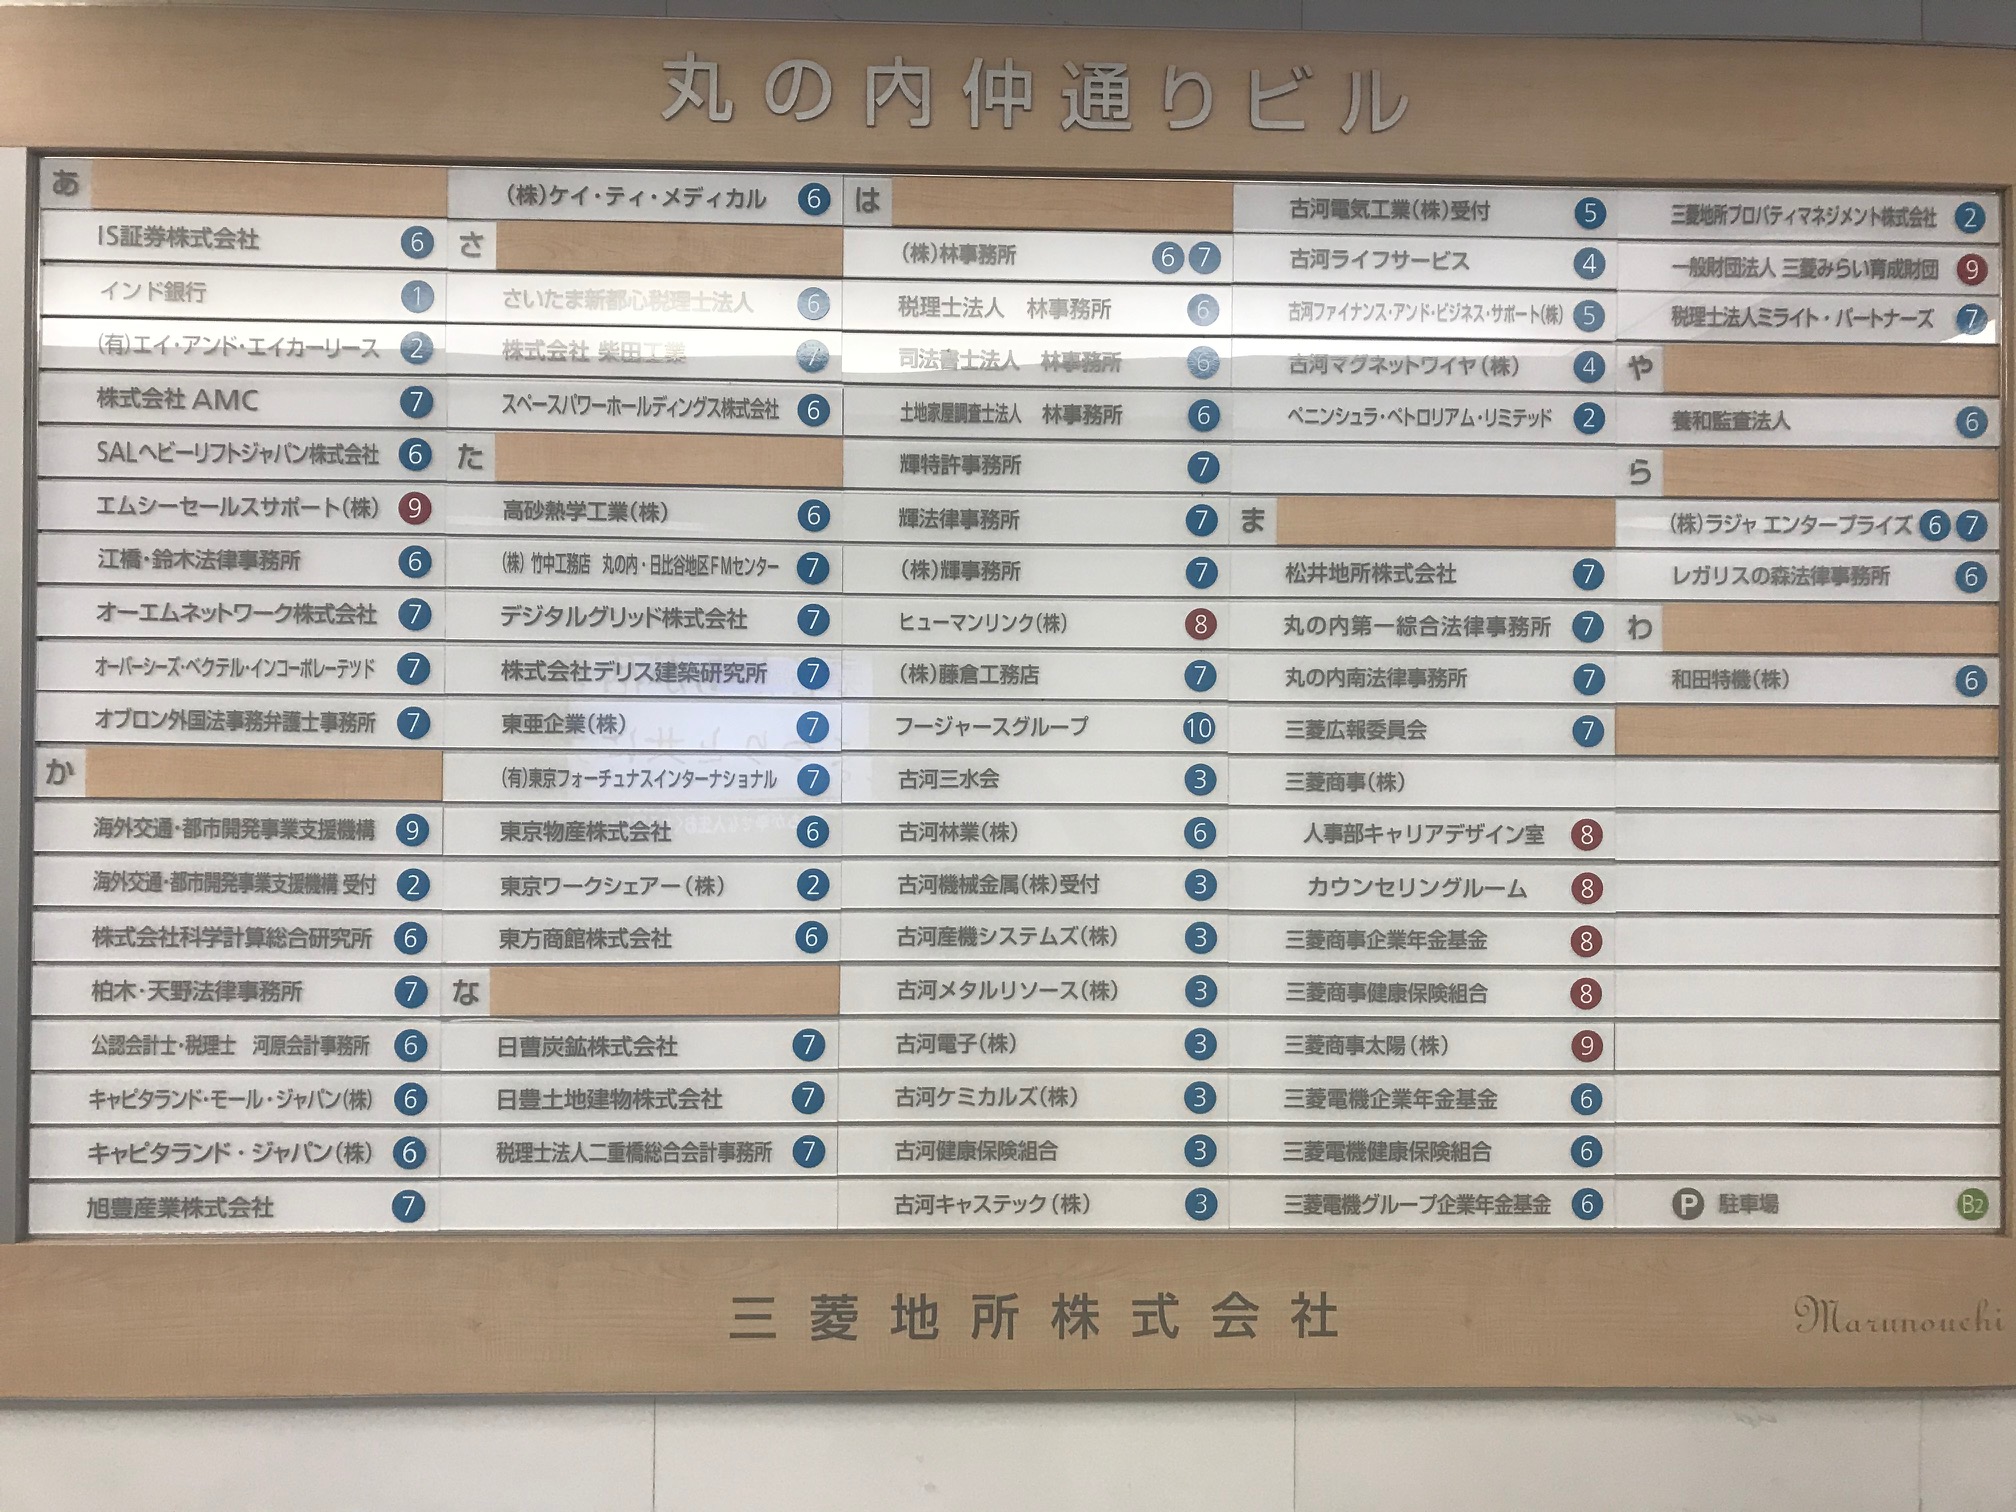 丸の内仲通りビル
あ
IS証券株式会社 6
インド銀行 1
(有)エイ・アンド・エイカーリース 2
株式会社 AMC 7
SALヘビーリフトジャパン株式会社 6
エムシーセールスサポート(株) 9
江橋・鈴木法律事務所 6
オーエムネットワーク株式会社 7
オーバーシーズ・ベクテル・インコーポレーテッド 7
オブロン外国法事務弁護士事務所 7
か
海外交通・都市開発事業支援機構 9
海外交通・都市開発事業支援機構 受付 2
株式会社科学計算総合研究所 6
柏木・天野法律事務所 7
公認会計士・税理士　河原会計事務所 6
キャピタランド・モール・ジャパン(株) 6
キャピタランド・ジャパン(株) 6
旭豊産業株式会社 7
(株)ケイ・ティ・メディカル 6
さ
さいたま新都心税理士法人 6
株式会社 柴田工業 7
スペースパワーホールディングス株式会社 6
た
高砂熱学工業(株) 6
(株) 竹中工務店　丸の内・日比谷地区FMセンター 7
デジタルグリッド株式会社 7
株式会社デリス建築研究所 7
東亜企業(株) 7
(有)東京フォーチュナスインターナショナル 7
東京物産株式会社 6
東京ワークシェアー(株) 2
東方商館株式会社 6
な
日曹炭鉱株式会社 7
日豊土地建物株式会社 7
税理士法人二重橋総合会計事務所 7
は
(株)林事務所 6 7
税理士法人　林事務所 6
司法書士法人　林事務所 6
土地家屋調査士法人　林事務所 6
輝特許事務所 7
輝法律事務所 7
(株)輝事務所 7
ヒューマンリンク(株) 8
(株)藤倉工務店 7
フージャースグループ 10
古河三水会 3
古河林業(株) 6
古河機械金属(株)受付 3
古河産機システムズ(株) 3
古河メタルリソース(株) 3
古河電子(株) 3
古河ケミカルズ(株) 3
古河健康保険組合 3
古河キャステック(株) 3
古河電気工業(株)受付 5
古河ライフサービス 4
古河ファイナンス・アンド・ビジネス・サポート(株) 5
古河マグネットワイヤ(株) 4
ペニンシュラ・ペトロリアム・リミテッド 2
ま
松井地所株式会社 7
丸の内第一綜合法律事務所 7
丸の内南法律事務所 7
三菱広報委員会 7
三菱商事(株)
人事部キャリアデザイン室 8
カウンセリングルーム 8
三菱商事企業年金基金 8
三菱商事健康保険組合 8
三菱商事太陽(株) 9
三菱電機企業年金基金 6
三菱電機健康保険組合 6
三菱電機グループ企業年金基金 6
三菱地所プロパティマネジメント株式会社 2
一般財団法人 三菱みらい育成財団 9
税理士法人ミライト・パートナーズ 7
や
養和監査法人 6
ら
(株)ラジャ エンタープライズ 6 7
レガリスの森法律事務所 6
わ
和田特機(株) 6
P 駐車場 B2
三菱地所株式会社
Marunouchi